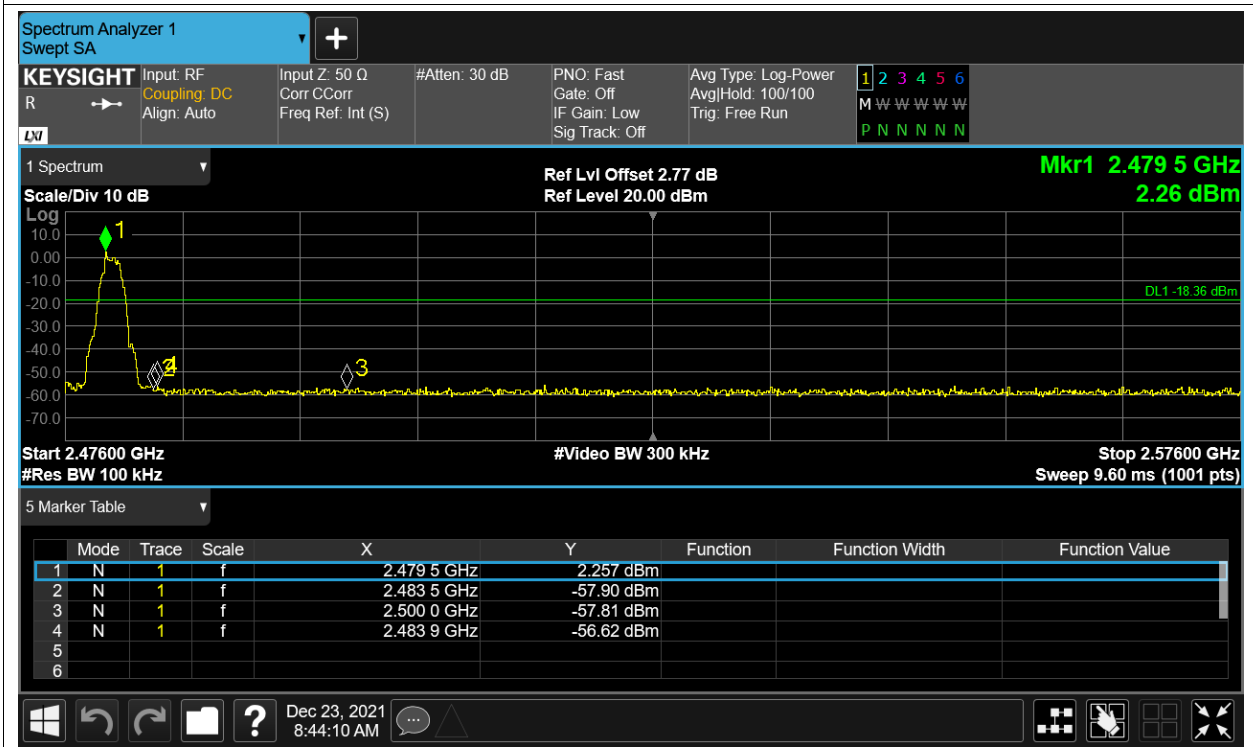 Spectrum Analyzer 1
Swept SA
KEYSIGHT Input: RF Input Z: 50 Ω #Atten: 30 dB PNO: Fast Avg Type: Log-Power 1 2 3 4 5 6
R Coupling: DC Corr CCorr Gate: Off Avg|Hold: 100/100 M W W W W W
Align: Auto Freq Ref: Int (S) IF Gain: Low Trig: Free Run
LXI Sig Track: Off P N N N N N
1 Spectrum Ref Lvl Offset 2.77 dB Mkr1 2.479 5 GHz
Scale/Div 10 dB Ref Level 20.00 dBm 2.26 dBm
Log
10.0
1
0.00
-10.0
DL1 -18.36 dBm
-20.0
-30.0
-40.0
2 4 3
-50.0
-60.0
-70.0
Start 2.47600 GHz #Video BW 300 kHz Stop 2.57600 GHz
#Res BW 100 kHz Sweep 9.60 ms (1001 pts)
5 Marker Table
Mode Trace Scale X Y Function Function Width Function Value
1 N 1 f 2.479 5 GHz 2.257 dBm
2 N 1 f 2.483 5 GHz -57.90 dBm
3 N 1 f 2.500 0 GHz -57.81 dBm
4 N 1 f 2.483 9 GHz -56.62 dBm
5
6
? Dec 23, 2021
8:44:10 AM